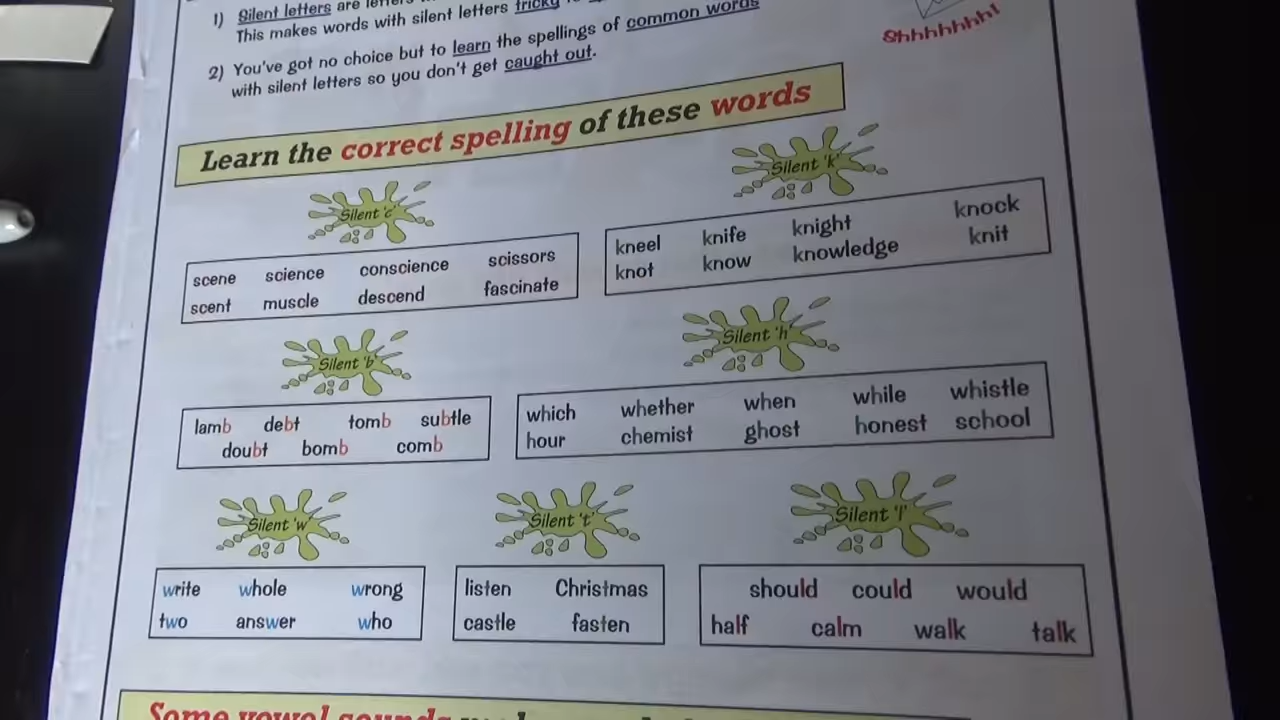 1) Silent letters are
This makes words with silent letters tricky
2) You've got no choice but to learn the spellings of common words
with silent letters so you don't get caught out.
Shhhhhhh!
Learn the correct spelling of these words
Silent 'c'
scene science conscience scissors
scent muscle descend fascinate
Silent 'k'
kneel knife knight knock
knot know knowledge knit
Silent 'b'
lamb debt tomb subtle
doubt bomb comb
Silent 'h'
which whether when while whistle
hour chemist ghost honest school
Silent 'w'
write whole wrong
two answer who
Silent 't'
listen Christmas
castle fasten
Silent 'l'
should could would
half calm walk talk
Some vowel sounds